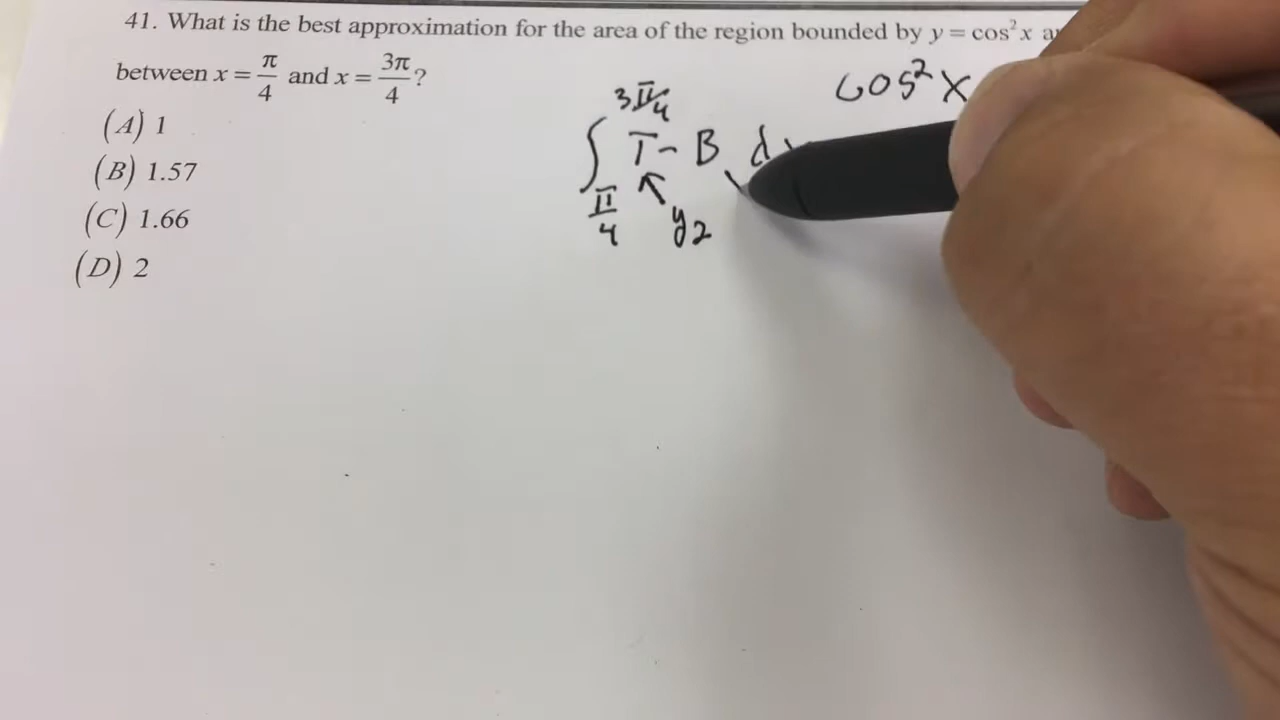 41. What is the best approximation for the area of the region bounded by y = cos²x
between x = π/4 and x = 3π/4?
(A) 1
(B) 1.57
(C) 1.66
(D) 2
cos²x
3π/4
∫ T - B d
π/4
y2